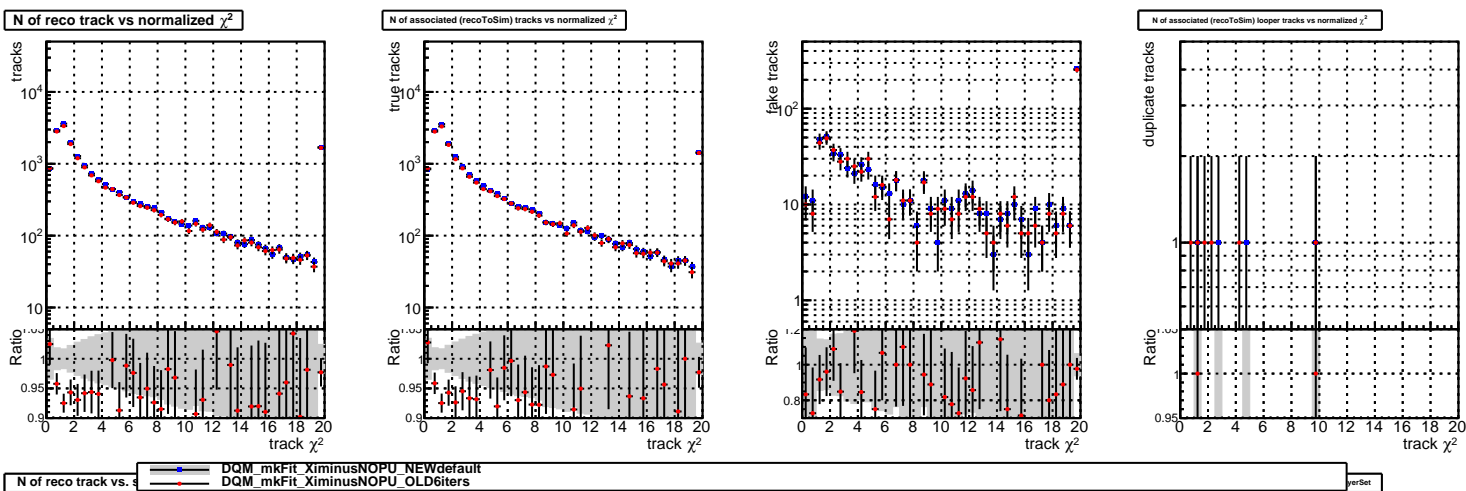 N of reco track vs normalized χ²
N of associated (recoToSim) tracks vs normalized χ²
N of associated (recoToSim) looper tracks vs normalized χ²
tracks
10⁴
10³
10²
10
Ratio
1
0.95
0.9
0 2 4 6 8 10 12 14 16 18 20
track χ²
true tracks
10⁴
10³
10²
10
Ratio
1
0.95
0.9
0 2 4 6 8 10 12 14 16 18 20
track χ²
fake tracks
10²
10
1
Ratio
1.2
1
0.8
0 2 4 6 8 10 12 14 16 18 20
track χ²
duplicate tracks
1
Ratio
1.05
1
0.95
0 2 4 6 8 10 12 14 16 18 20
track χ²
DQM_mkFit_XiminusNOPU_NEWdefault
DQM_mkFit_XiminusNOPU_OLD6iters
N of reco track vs.